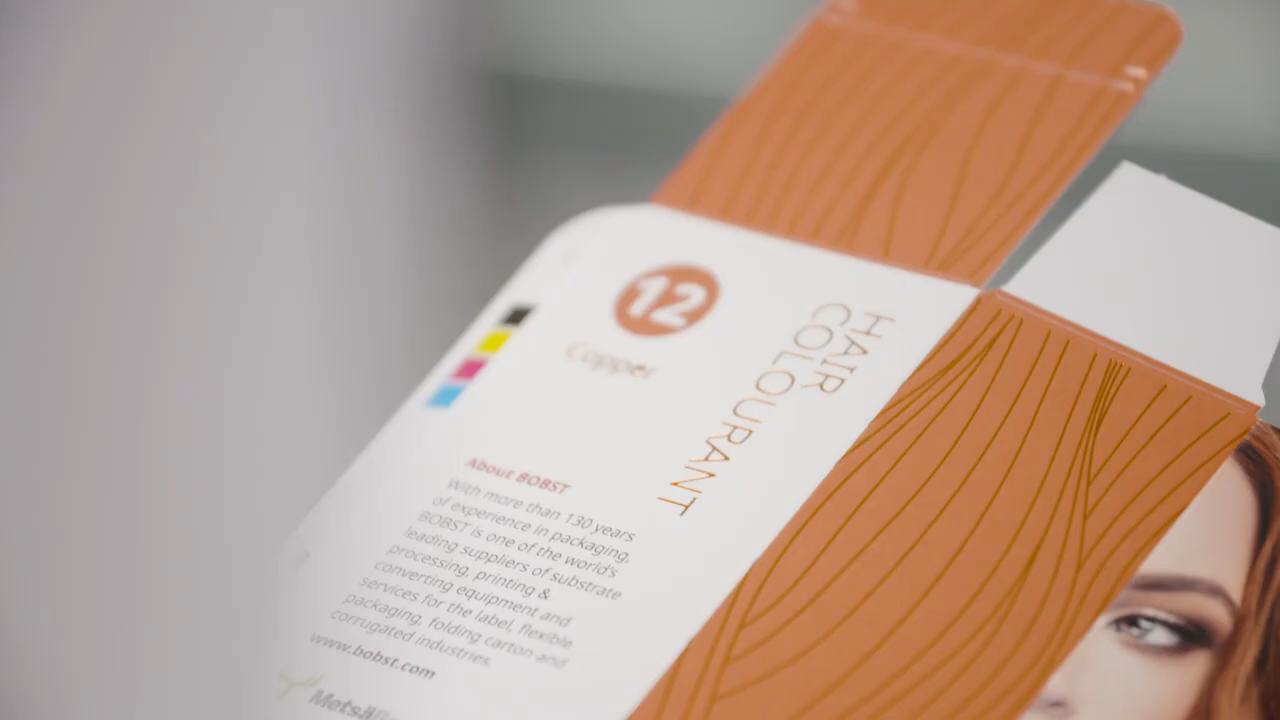 12
Copper
HAIR
COLOURANT
About BOBST
With more than 130 years
of experience in packaging,
BOBST is one of the world's
leading suppliers of substrate
processing, printing &
converting equipment and
services for the label, flexible
packaging, folding carton and
corrugated industries.
www.bobst.com